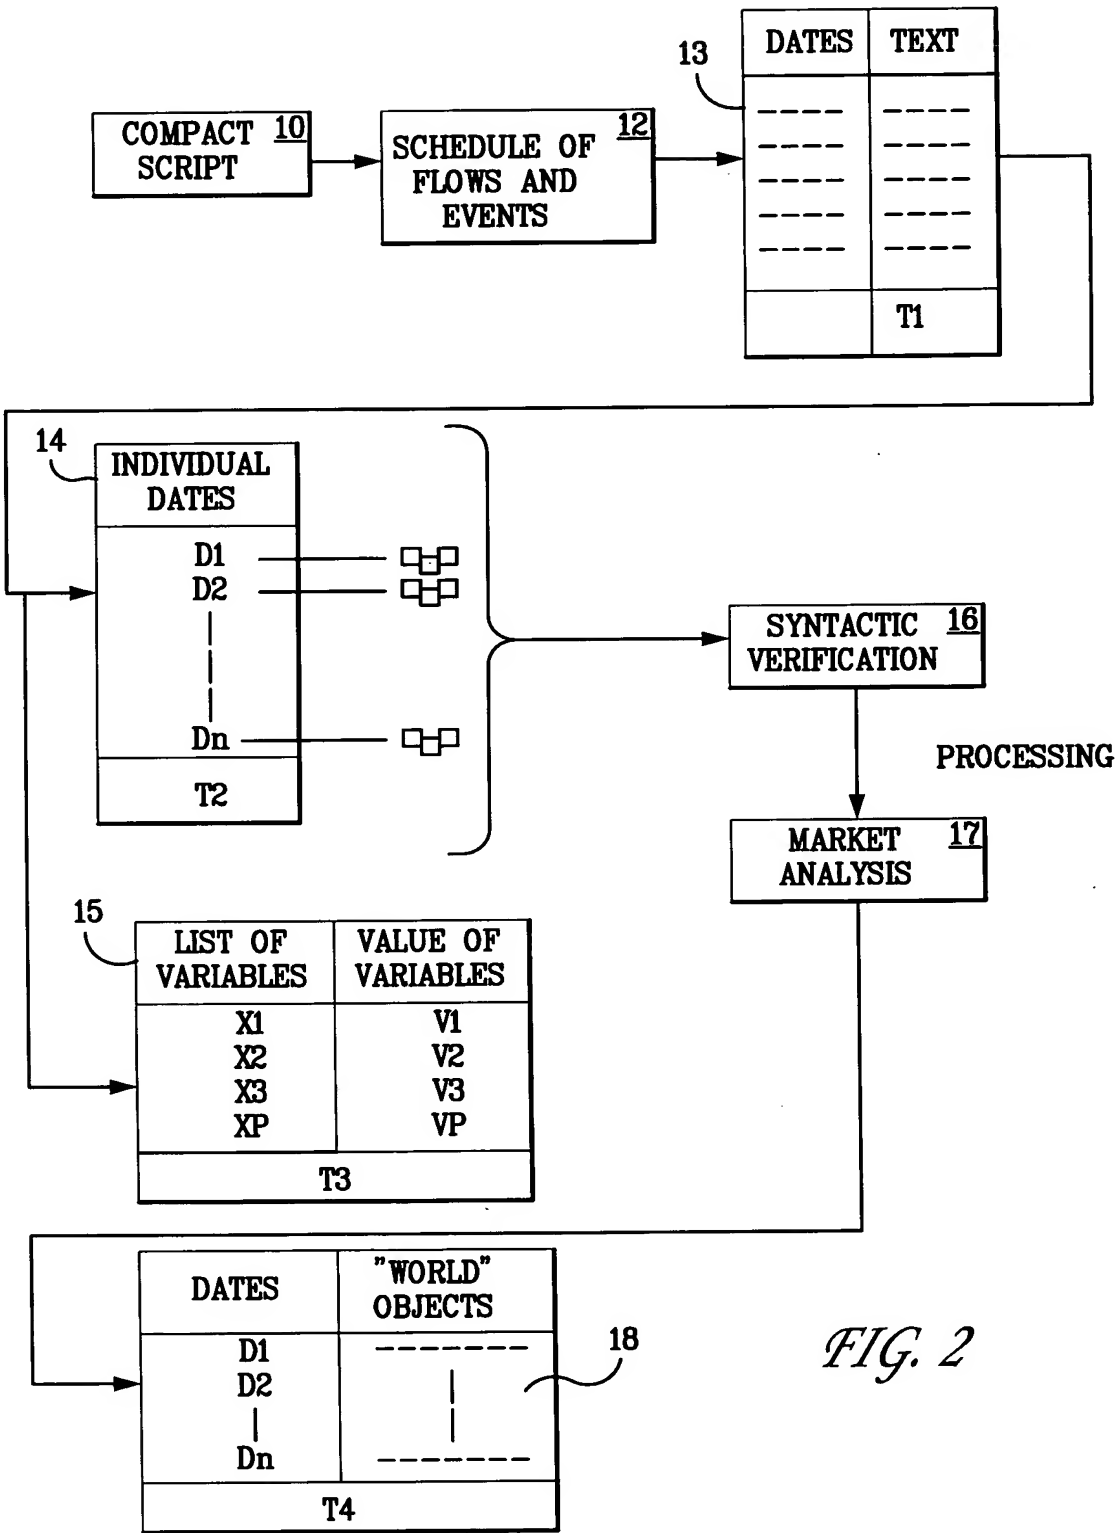 COMPACT 10
SCRIPT
SCHEDULE OF 12
FLOWS AND
EVENTS
13
DATES TEXT
T1
14
INDIVIDUAL
DATES
D1
D2
Dn
T2
SYNTACTIC 16
VERIFICATION
PROCESSING
MARKET 17
ANALYSIS
15
LIST OF VARIABLES
VALUE OF VARIABLES
X1 V1
X2 V2
X3 V3
XP VP
T3
DATES
"WORLD"
OBJECTS
D1
D2
Dn
18
T4
FIG. 2